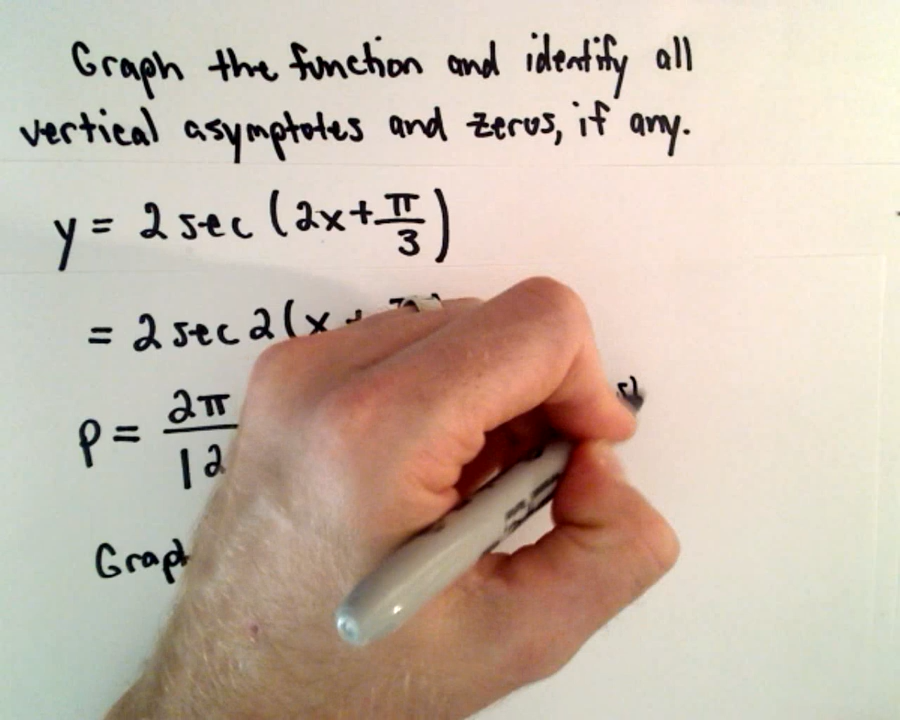 Graph the function and identify all
vertical asymptotes and zeros, if any.
y = 2 sec (2x + π/3)
= 2 sec 2(x +
P = 2π/|2
Graph